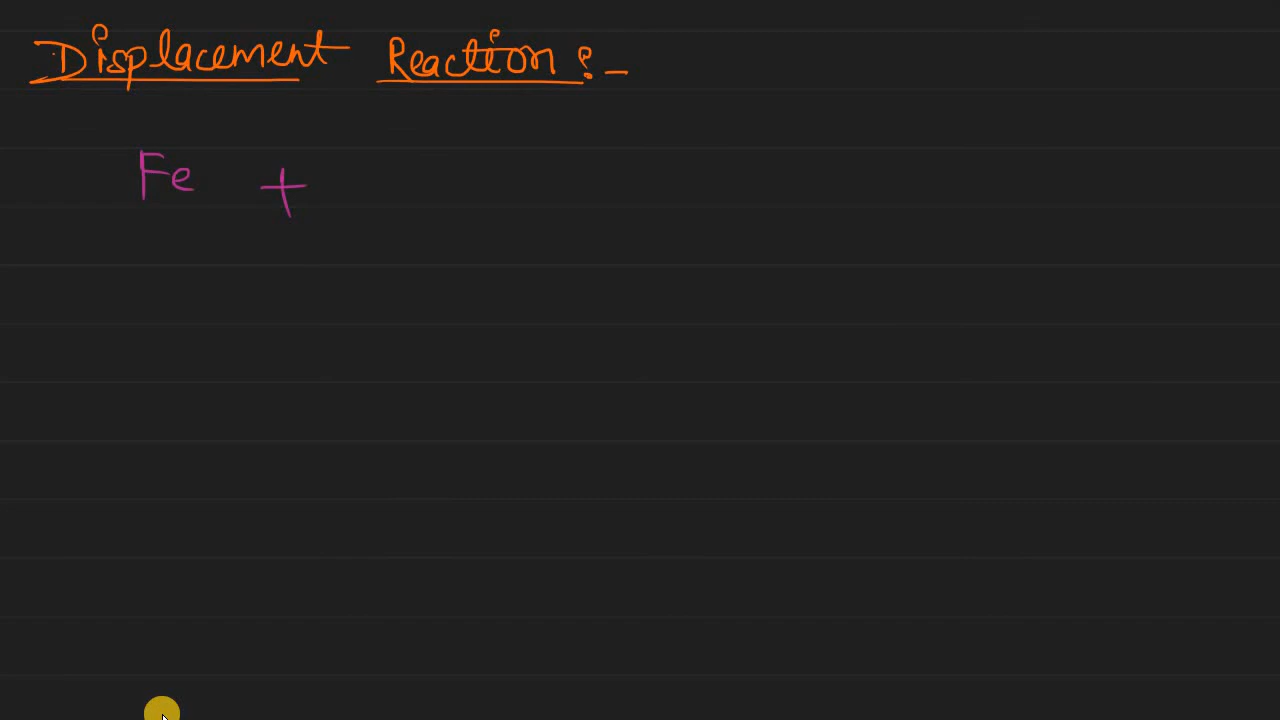 Displacement Reaction :-
Fe +